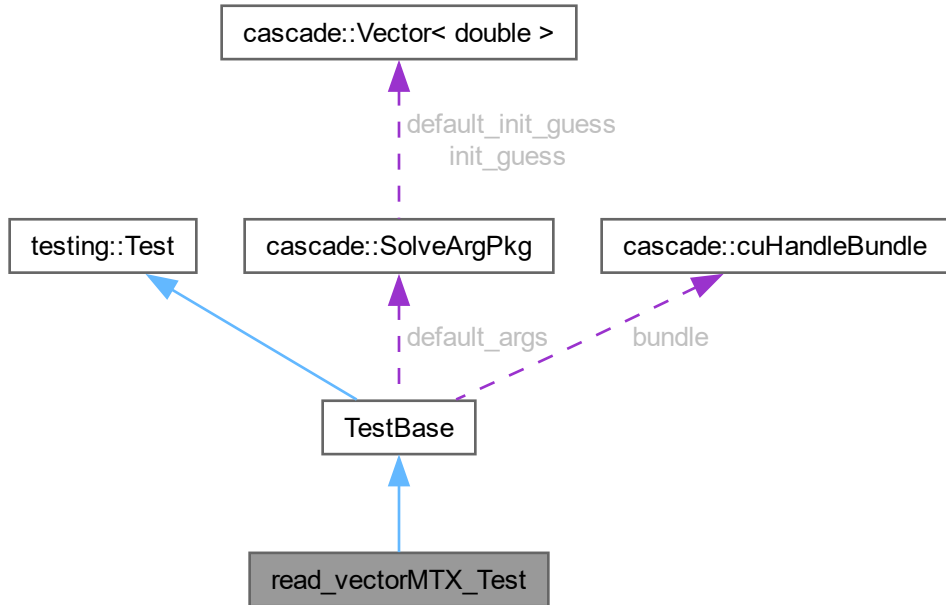 cascade::Vector< double >
default_init_guess
init_guess
testing::Test
cascade::SolveArgPkg
cascade::cuHandleBundle
default_args
bundle
TestBase
read_vectorMTX_Test